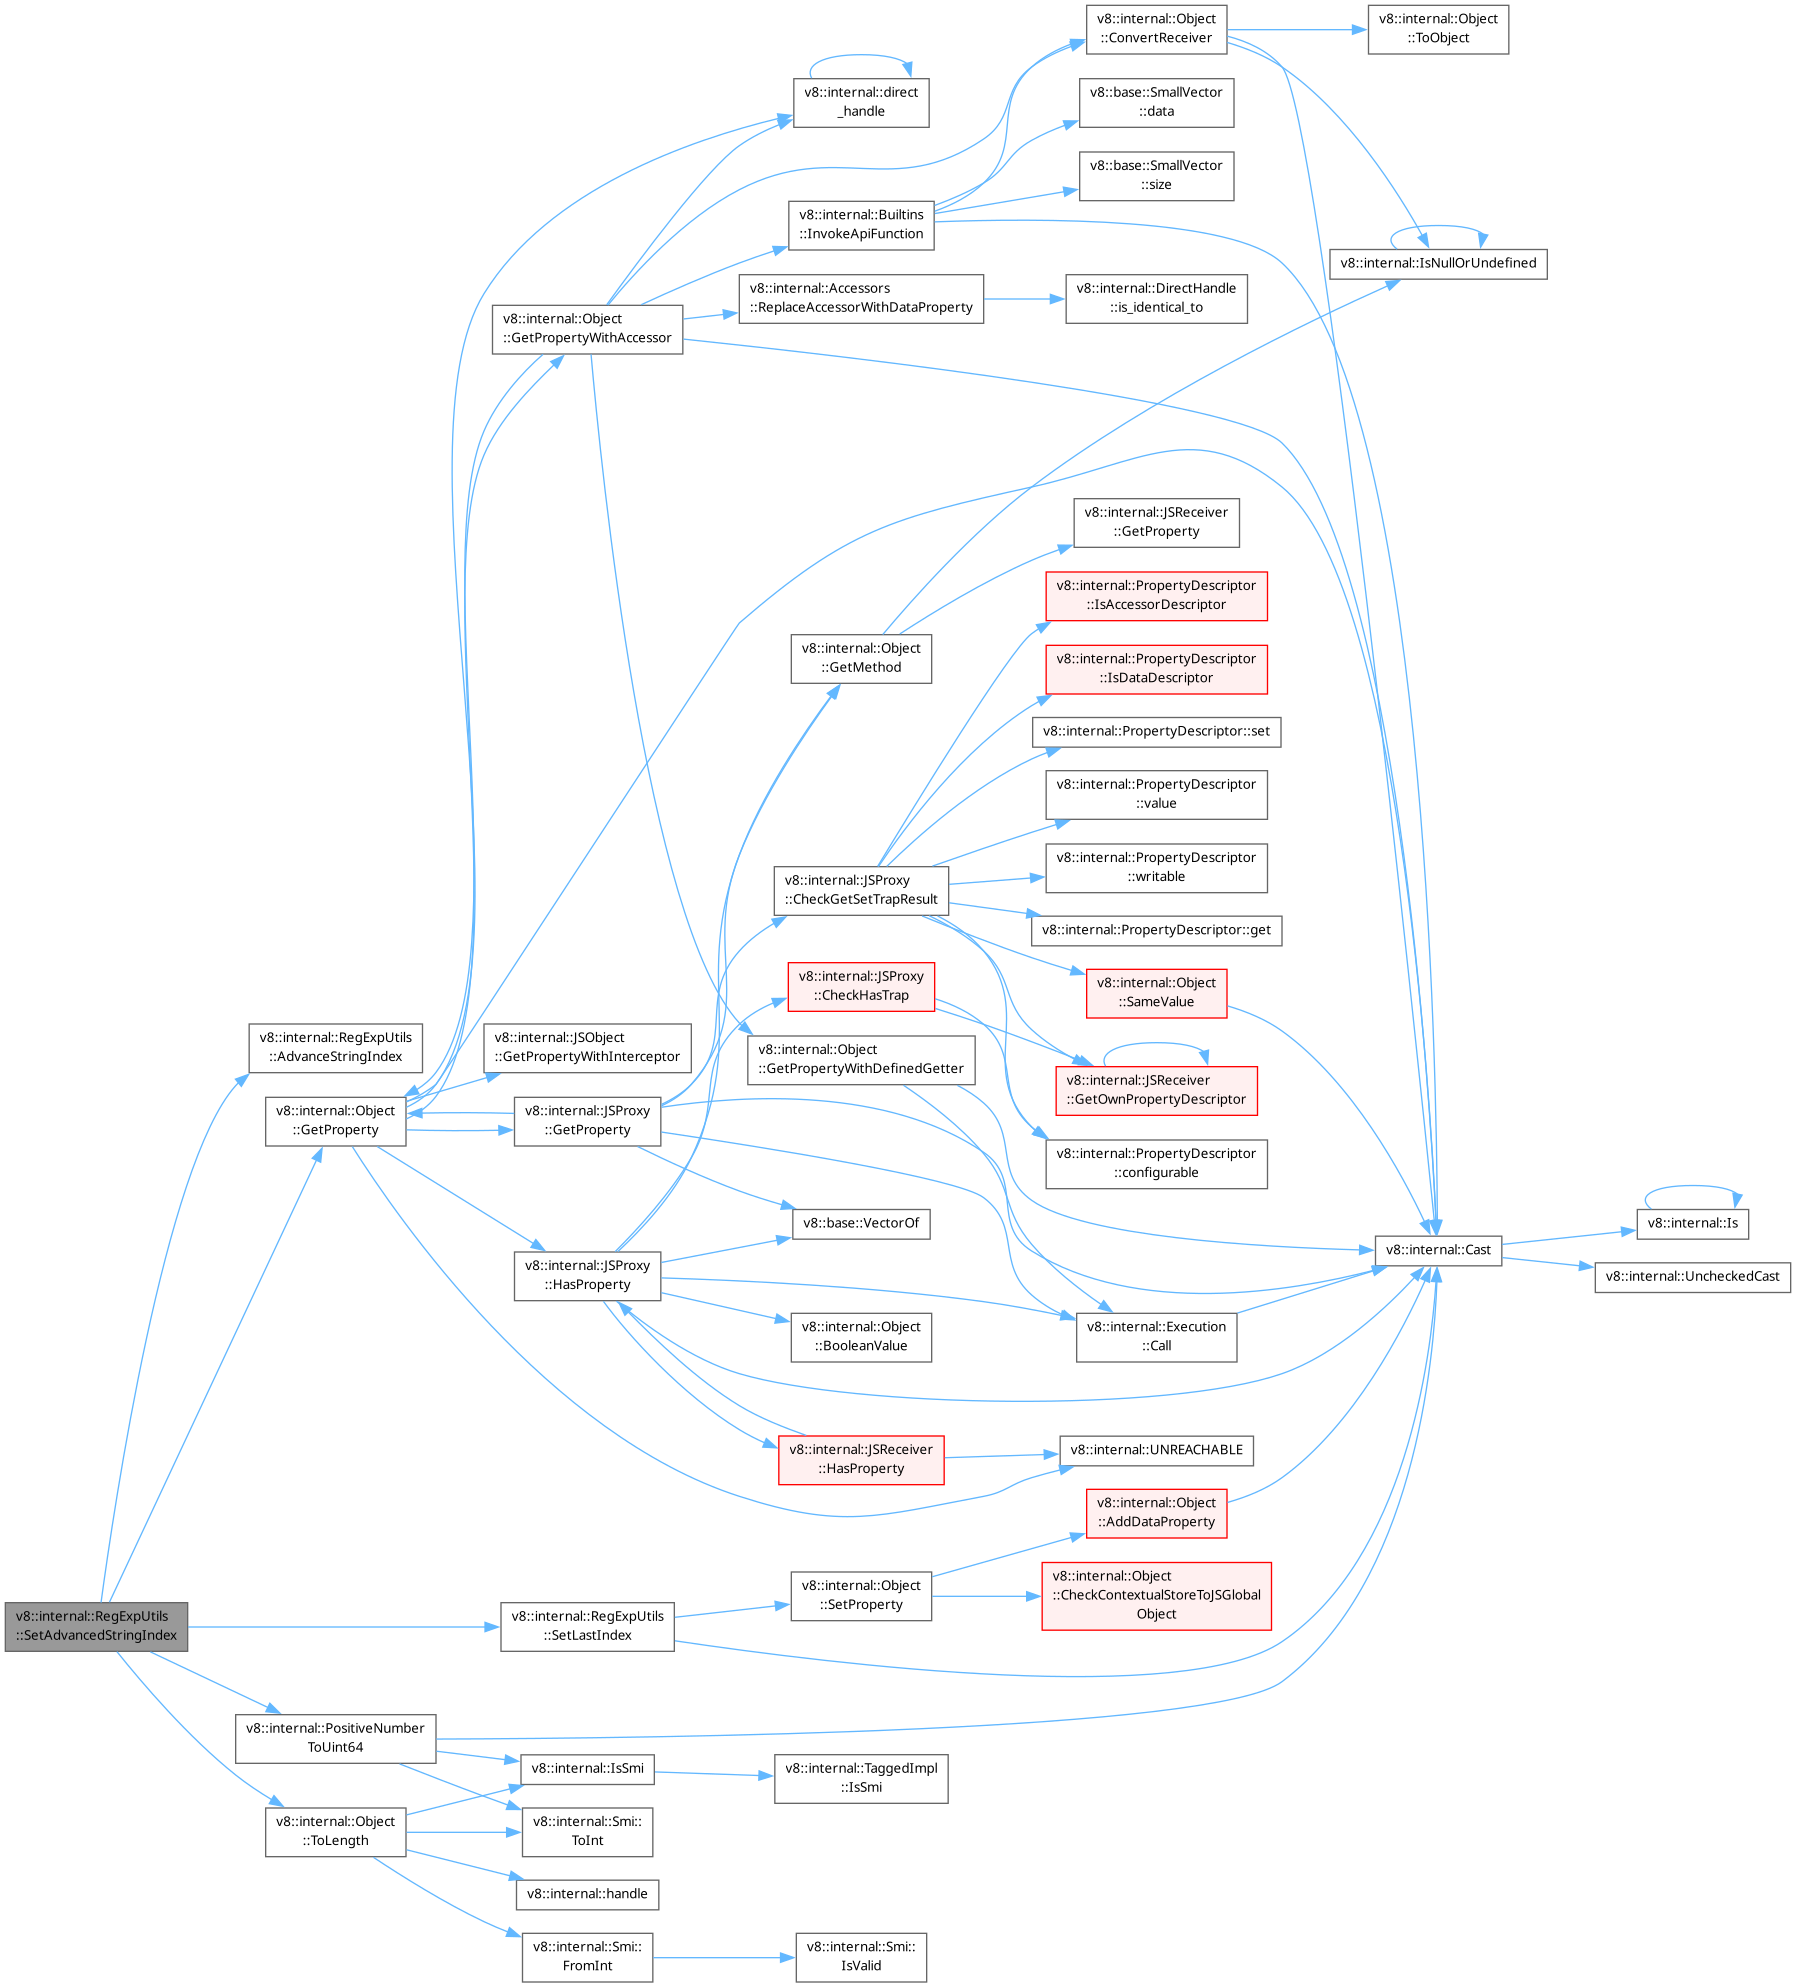 v8::internal::Object
::ConvertReceiver
v8::internal::Object
::ToObject
v8::internal::direct
_handle
v8::base::SmallVector
::data
v8::base::SmallVector
::size
v8::internal::Builtins
::InvokeApiFunction
v8::internal::IsNullOrUndefined
v8::internal::Accessors
::ReplaceAccessorWithDataProperty
v8::internal::DirectHandle
::is_identical_to
v8::internal::Object
::GetPropertyWithAccessor
v8::internal::JSReceiver
::GetProperty
v8::internal::PropertyDescriptor
::IsAccessorDescriptor
v8::internal::Object
::GetMethod
v8::internal::PropertyDescriptor
::IsDataDescriptor
v8::internal::PropertyDescriptor::set
v8::internal::PropertyDescriptor
::value
v8::internal::JSProxy
::CheckGetSetTrapResult
v8::internal::PropertyDescriptor
::writable
v8::internal::PropertyDescriptor::get
v8::internal::JSProxy
::CheckHasTrap
v8::internal::Object
::SameValue
v8::internal::RegExpUtils
::AdvanceStringIndex
v8::internal::JSObject
::GetPropertyWithInterceptor
v8::internal::Object
::GetPropertyWithDefinedGetter
v8::internal::JSReceiver
::GetOwnPropertyDescriptor
v8::internal::Object
::GetProperty
v8::internal::JSProxy
::GetProperty
v8::internal::PropertyDescriptor
::configurable
v8::base::VectorOf
v8::internal::Is
v8::internal::JSProxy
::HasProperty
v8::internal::Cast
v8::internal::UncheckedCast
v8::internal::Object
::BooleanValue
v8::internal::Execution
::Call
v8::internal::JSReceiver
::HasProperty
v8::internal::UNREACHABLE
v8::internal::Object
::AddDataProperty
v8::internal::Object
::SetProperty
v8::internal::Object
::CheckContextualStoreToJSGlobal
Object
v8::internal::RegExpUtils
::SetAdvancedStringIndex
v8::internal::RegExpUtils
::SetLastIndex
v8::internal::PositiveNumber
ToUint64
v8::internal::IsSmi
v8::internal::TaggedImpl
::IsSmi
v8::internal::Object
::ToLength
v8::internal::Smi::
ToInt
v8::internal::handle
v8::internal::Smi::
FromInt
v8::internal::Smi::
IsValid